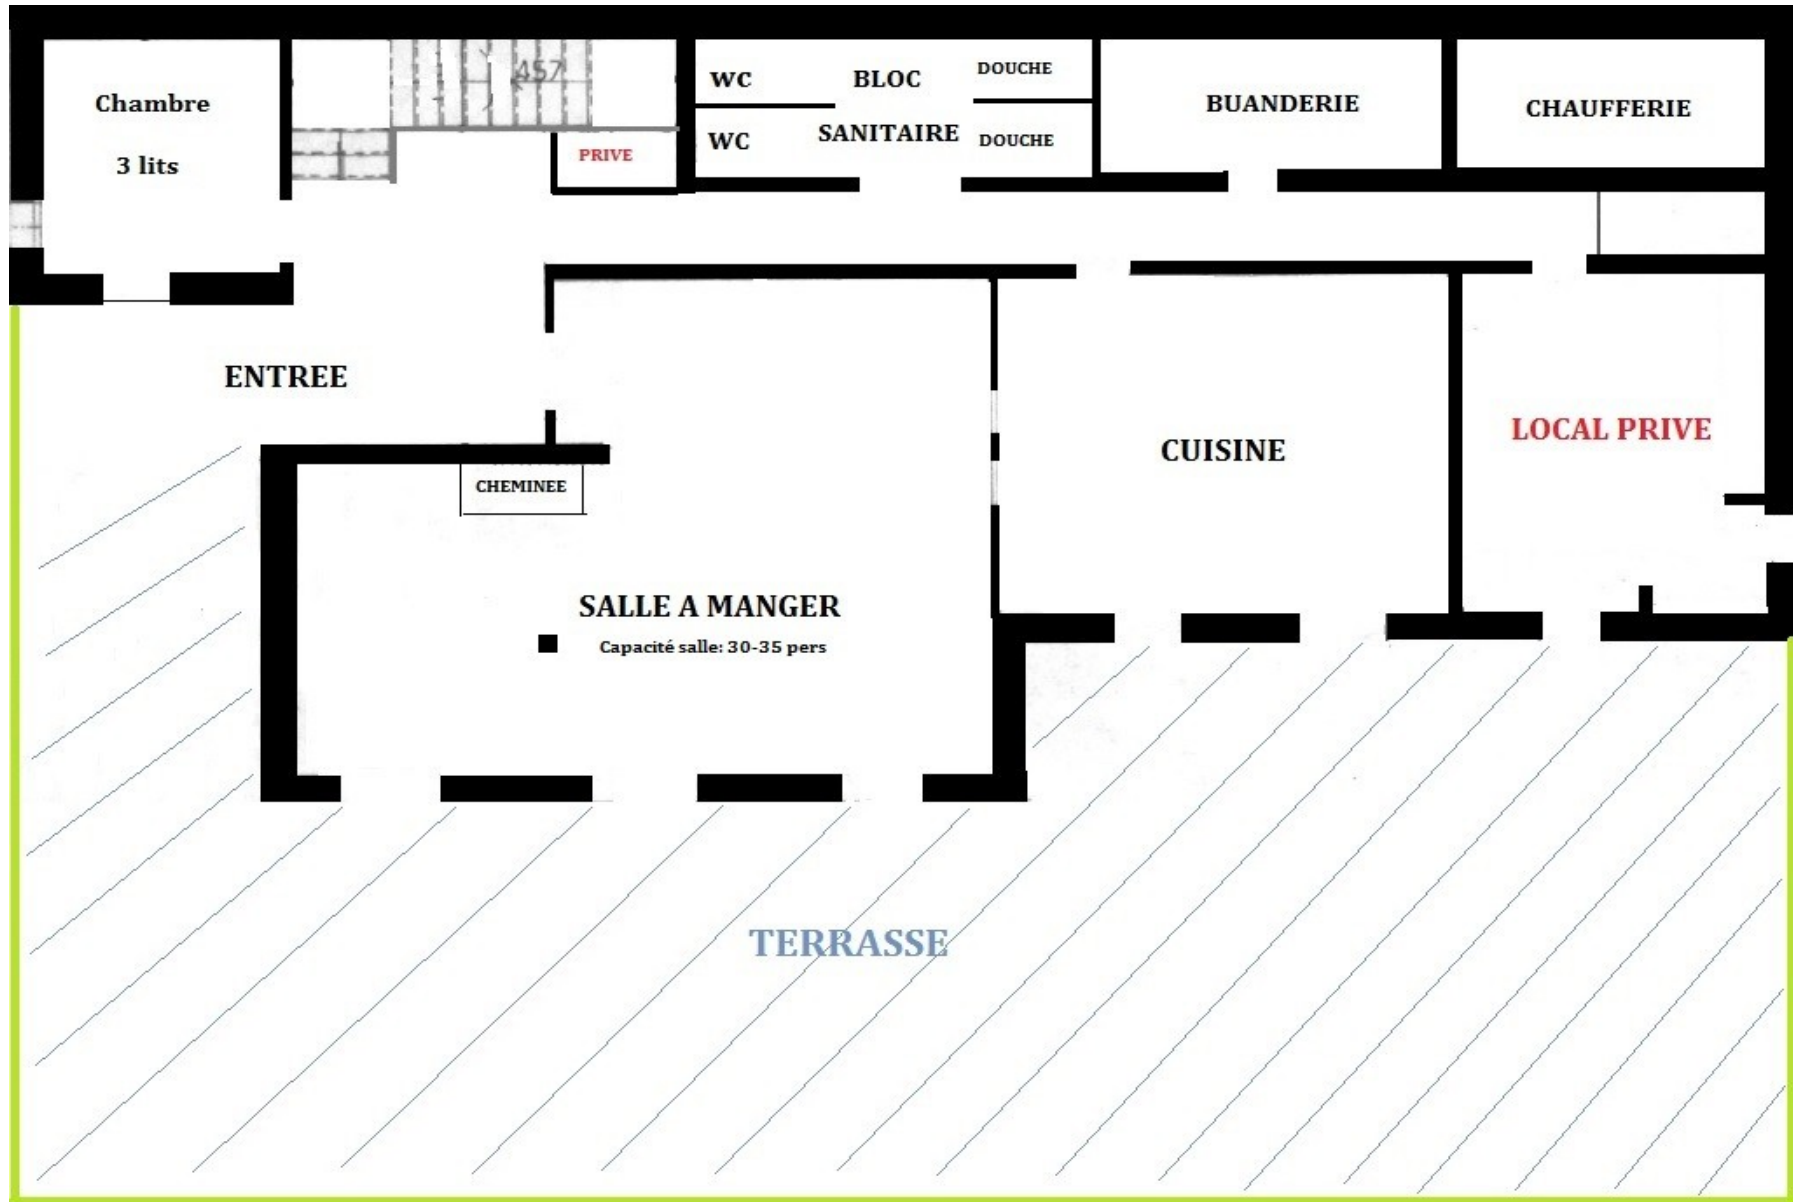 457
WC
BLOC
DOUCHE
Chambre
BUANDERIE
CHAUFFERIE
WC
SANITAIRE
DOUCHE
3 lits
PRIVE
ENTREE
LOCAL PRIVE
CUISINE
CHEMINEE
SALLE A MANGER
Capacité salle: 30-35 pers
TERRASSE